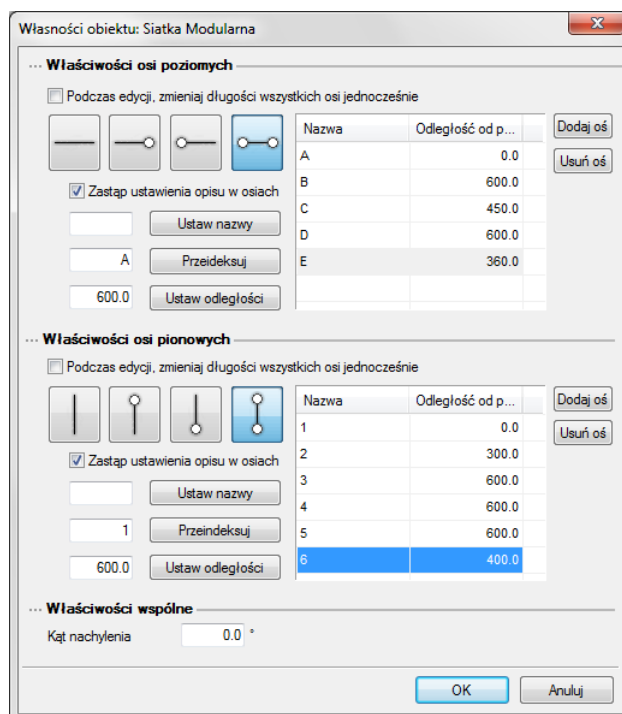 Własności obiektu: Siatka Modularna
Właściwości osi poziomych
Podczas edycji, zmieniaj długości wszystkich osi jednocześnie
Nazwa Odległość od p... Dodaj oś
A 0.0 Usuń oś
Zastąp ustawienia opisu w osiach B 600.0
Ustaw nazwy C 450.0
D 600.0
A Przeideksuj E 360.0
600.0 Ustaw odległości
Właściwości osi pionowych
Podczas edycji, zmieniaj długości wszystkich osi jednocześnie
Nazwa Odległość od p... Dodaj oś
1 0.0 Usuń oś
2 300.0
Zastąp ustawienia opisu w osiach
3 600.0
Ustaw nazwy
4 600.0
1 Przeindeksuj 5 600.0
600.0 Ustaw odległości 6 400.0
Właściwości wspólne
Kąt nachylenia 0.0 °
OK Anuluj